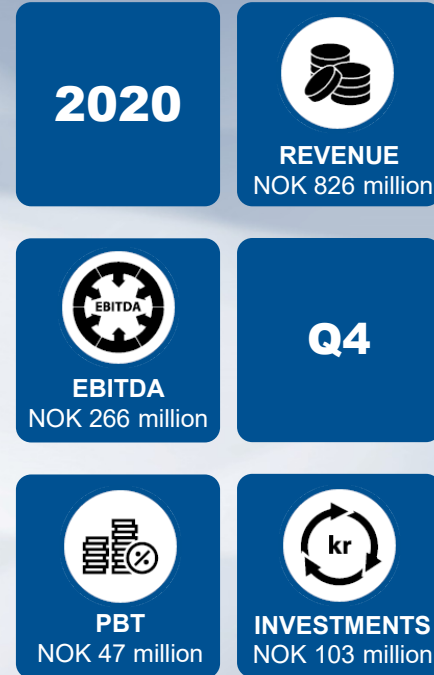 2020
REVENUE
NOK 826 million
EBITDA
EBITDA
NOK 266 million
Q4
PBT
NOK 47 million
kr
INVESTMENTS
NOK 103 million